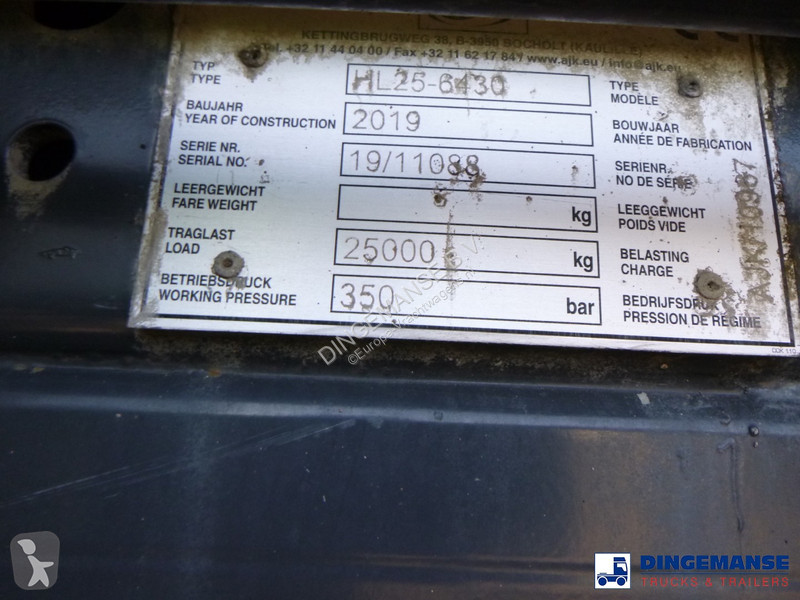 KETTINGBRUGWEG 38, B-3950 BOCHOLT (KAULILLE)
Tel. +32 11 44 04 00 / Fax +32 11 62 17 84 / www.ajk.eu / info@ajk.eu
TYP
TYPE
HL25-6430
TYPE
MODÈLE
BAUJAHR
YEAR OF CONSTRUCTION
2019
BOUWJAAR
ANNÉE DE FABRICATION
SERIE NR.
SERIAL NO.
19/11088
SERIENR.
NO DE SÉRIE
LEERGEWICHT
FARE WEIGHT
kg
LEEGGEWICHT
POIDS VIDE
TRAGLAST
LOAD
25000
kg
BELASTING
CHARGE
BETRIEBSDRUCK
WORKING PRESSURE
350
bar
BEDRIJFSDRUK
PRESSION DE RÉGIME
DINGEMANSE B.V.
DINGEMANSE
TRUCKS & TRAILERS